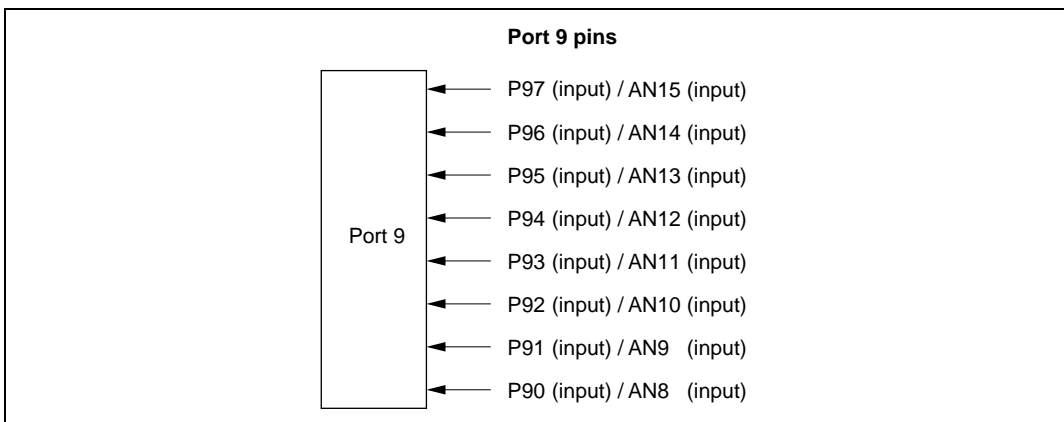 Port 9 pins
P97 (input) / AN15 (input)
P96 (input) / AN14 (input)
P95 (input) / AN13 (input)
P94 (input) / AN12 (input)
Port 9
P93 (input) / AN11 (input)
P92 (input) / AN10 (input)
P91 (input) / AN9 (input)
P90 (input) / AN8 (input)